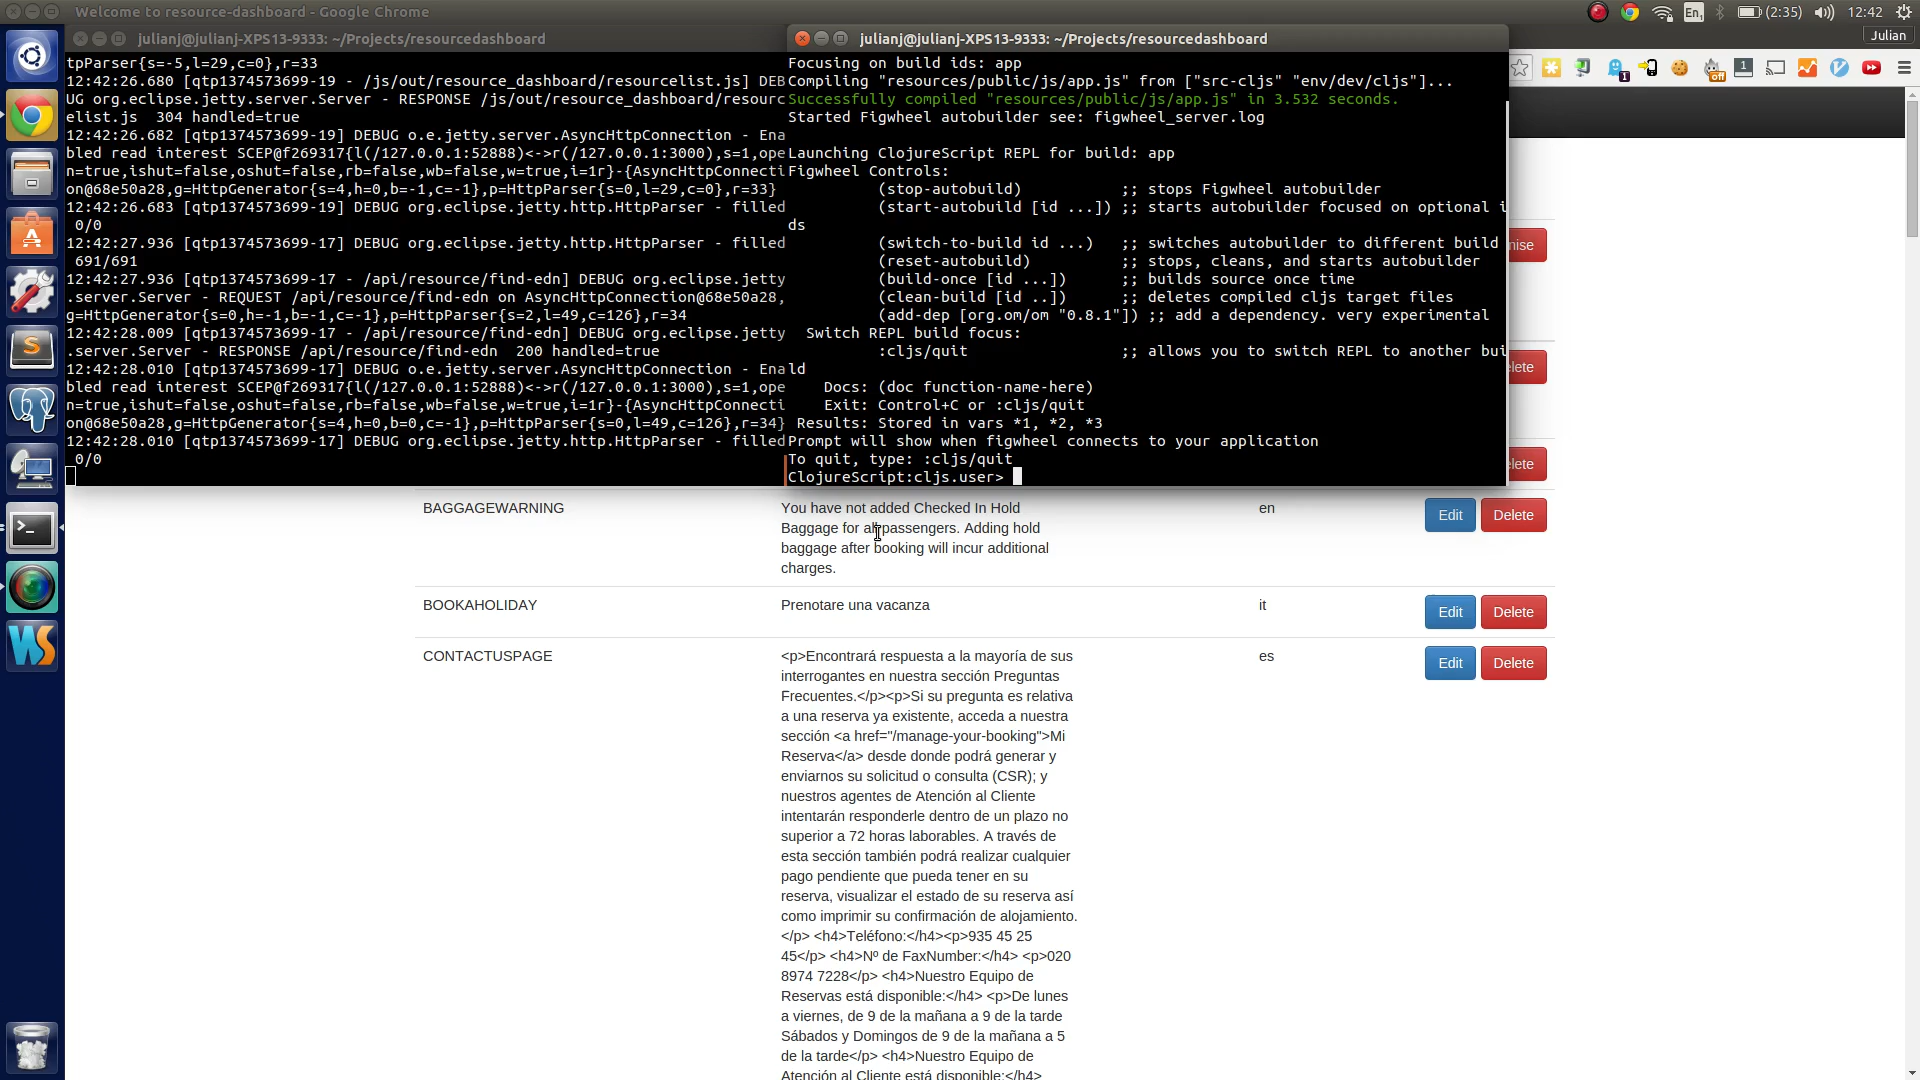 Welcome to resource-dashboard - Google Chrome
En1
(2:35)
12:42
Julian
julianj@julianj-XPS13-9333: ~/Projects/resourcedashboard
tpParser{s=-5,l=29,c=0},r=33
12:42:26.680 [qtp1374573699-19 - /js/out/resource_dashboard/resourcelist.js] DEB
UG org.eclipse.jetty.server.Server - RESPONSE /js/out/resource_dashboard/resourc
elist.js  304 handled=true
12:42:26.682 [qtp1374573699-19] DEBUG o.e.jetty.server.AsyncHttpConnection - Ena
bled read interest SCEP@f269317{l(/127.0.0.1:52888)<->r(/127.0.0.1:3000),s=1,ope
n=true,ishut=false,oshut=false,rb=false,wb=false,w=true,i=1r}-{AsyncHttpConnecti
on@68e50a28,g=HttpGenerator{s=4,h=0,b=-1,c=-1},p=HttpParser{s=0,l=29,c=0},r=33}
12:42:26.683 [qtp1374573699-19] DEBUG org.eclipse.jetty.http.HttpParser - filled
 0/0
12:42:27.936 [qtp1374573699-17] DEBUG org.eclipse.jetty.http.HttpParser - filled
 691/691
12:42:27.936 [qtp1374573699-17 - /api/resource/find-edn] DEBUG org.eclipse.jetty
.server.Server - REQUEST /api/resource/find-edn on AsyncHttpConnection@68e50a28,
g=HttpGenerator{s=0,h=-1,b=-1,c=-1},p=HttpParser{s=2,l=49,c=126},r=34
12:42:28.009 [qtp1374573699-17 - /api/resource/find-edn] DEBUG org.eclipse.jetty
.server.Server - RESPONSE /api/resource/find-edn  200 handled=true
12:42:28.010 [qtp1374573699-17] DEBUG o.e.jetty.server.AsyncHttpConnection - Ena
bled read interest SCEP@f269317{l(/127.0.0.1:52888)<->r(/127.0.0.1:3000),s=1,ope
n=true,ishut=false,oshut=false,rb=false,wb=false,w=true,i=1r}-{AsyncHttpConnecti
on@68e50a28,g=HttpGenerator{s=4,h=0,b=0,c=-1},p=HttpParser{s=0,l=49,c=126},r=34}
12:42:28.010 [qtp1374573699-17] DEBUG org.eclipse.jetty.http.HttpParser - filled
 0/0
julianj@julianj-XPS13-9333: ~/Projects/resourcedashboard
Focusing on build ids: app
Compiling "resources/public/js/app.js" from ["src-cljs" "env/dev/cljs"]...
Successfully compiled "resources/public/js/app.js" in 3.532 seconds.
Started Figwheel autobuilder see: figwheel_server.log
Launching ClojureScript REPL for build: app
Figwheel Controls:
(stop-autobuild) ;; stops Figwheel autobuilder
(start-autobuild [id ...]) ;; starts autobuilder focused on optional i
ds
(switch-to-build id ...) ;; switches autobuilder to different build
(reset-autobuild) ;; stops, cleans, and starts autobuilder
(build-once [id ...]) ;; builds source once time
(clean-build [id ..]) ;; deletes compiled cljs target files
(add-dep [org.om/om "0.8.1"]) ;; add a dependency. very experimental
Switch REPL build focus:
:cljs/quit ;; allows you to switch REPL to another bui
ld
Docs: (doc function-name-here)
Exit: Control+C or :cljs/quit
Results: Stored in vars *1, *2, *3
Prompt will show when figwheel connects to your application
To quit, type: :cljs/quit
ClojureScript:cljs.user>
1
off
1
nise
lete
lete
BAGGAGEWARNING
You have not added Checked In Hold
Baggage for all passengers. Adding hold
baggage after booking will incur additional
charges.
en
Edit
Delete
BOOKAHOLIDAY
Prenotare una vacanza
it
Edit
Delete
CONTACTUSPAGE
<p>Encontrará respuesta a la mayoría de sus
interrogantes en nuestra sección Preguntas
Frecuentes.</p><p>Si su pregunta es relativa
a una reserva ya existente, acceda a nuestra
sección <a href="/manage-your-booking">Mi
Reserva</a> desde donde podrá generar y
enviarnos su solicitud o consulta (CSR); y
nuestros agentes de Atención al Cliente
intentarán responderle dentro de un plazo no
superior a 72 horas laborables. A través de
esta sección también podrá realizar cualquier
pago pendiente que pueda tener en su
reserva, visualizar el estado de su reserva así
como imprimir su confirmación de alojamiento.
</p> <h4>Teléfono:</h4><p>935 45 25
45</p> <h4>Nº de FaxNumber:</h4> <p>020
8974 7228</p> <h4>Nuestro Equipo de
Reservas está disponible:</h4> <p>De lunes
a viernes, de 9 de la mañana a 9 de la tarde
Sábados y Domingos de 9 de la mañana a 5
de la tarde</p> <h4>Nuestro Equipo de
Atención al Cliente está disponible:</h4>
es
Edit
Delete